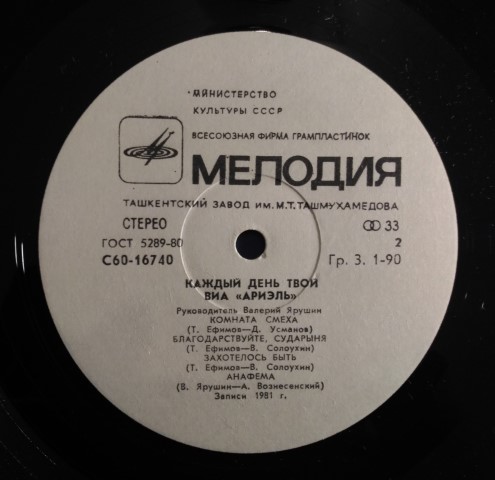 МИНИСТЕРСТВО
КУЛЬТУРЫ СССР
ВСЕСОЮЗНАЯ ФИРМА ГРАМПЛАСТИНОК
МЕЛОДИЯ
ТАШКЕНТСКИЙ ЗАВОД ИМ. М.Т. ТАШМУХАМЕДОВА
СТЕРЕО 33
ГОСТ 5289-80 2
С60-16740 Гр. 3. 1-90
КАЖДЫЙ ДЕНЬ ТВОЙ
ВИА «АРИЭЛЬ»
Руководитель Валерий Ярушин
КОМНАТА СМЕХА
(Т. Ефимов—Д. Усманов)
БЛАГОДАРСТВУЙТЕ, СУДАРЫНЯ
(Т. Ефимов—В. Солоухин)
ЗАХОТЕЛОСЬ БЫТЬ
(Т. Ефимов—В. Солоухин)
АНАФЕМА
(В. Ярушин—А. Вознесенский)
Записи 1981 г.